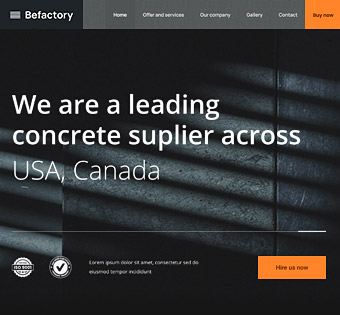 Befactory
Home Offer and services Our company Gallery Contact Buy now
We are a leading
concrete suplier across
USA, Canada
ISO 9001
Lorem ipsum dolor sit amet, consectetur sed do
eiusmod tempor incididunt
Hire us now